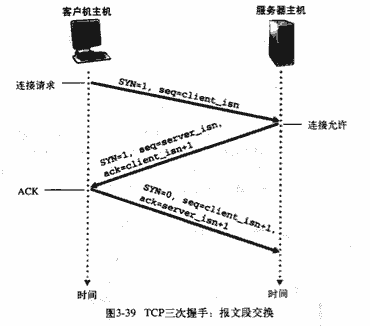 客户机主机
服务器主机
连接请求
SYN=1, seq=client_isn
连接允许
SYN=1, seq=server_isn,
ack=client_isn+1
ACK
SYN=0, seq=client_isn+1,
ack=server_isn+1
时间
时间
图3-39 TCP三次握手：报文段交换